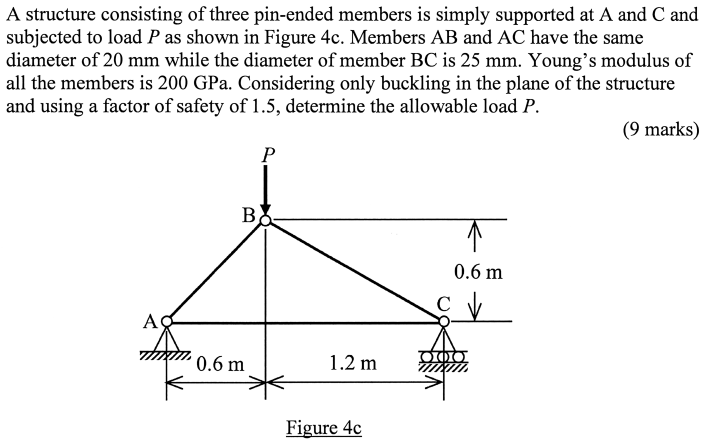 A structure consisting of three pin-ended members is simply supported at A and C and
subjected to load P as shown in Figure 4c. Members AB and AC have the same
diameter of 20 mm while the diameter of member BC is 25 mm. Young's modulus of
all the members is 200 GPa. Considering only buckling in the plane of the structure
and using a factor of safety of 1.5, determine the allowable load P.
(9 marks)
P
B
0.6 m
C
A
0.6 m
1.2 m
Figure 4c